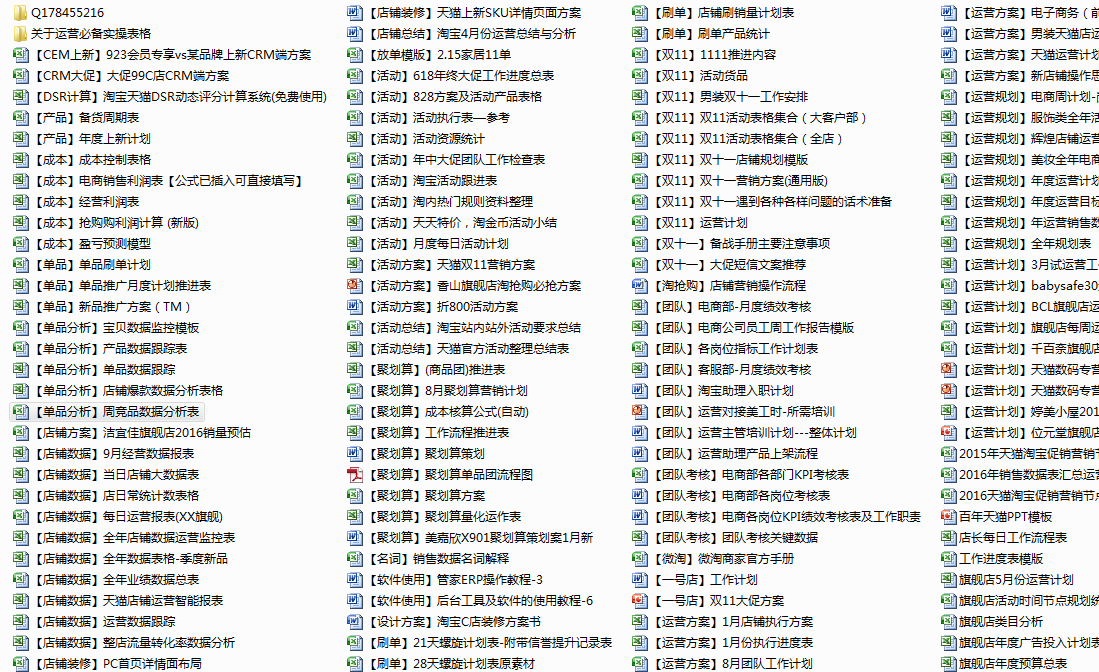 Q178455216
关于运营必备实操表格
【CEM上新】923会员专享vs某品牌上新CRM端方案
【CRM大促】大促99C店CRM端方案
【DSR计算】淘宝天猫DSR动态评分计算系统(免费使用)
【产品】备货周期表
【产品】年度上新计划
【成本】成本控制表格
【成本】电商销售利润表【公式已插入可直接填写】
【成本】经营利润表
【成本】抢购购利润计算 (新版)
【成本】盈亏预测模型
【单品】单品刷单计划
【单品】单品推广月度计划推进表
【单品】新品推广方案（TM ）
【单品分析】宝贝数据监控模板
【单品分析】产品数据跟踪表
【单品分析】单品数据跟踪
【单品分析】店铺爆款数据分析表格
【单品分析】周竞品数据分析表
【店铺方案】洁宜佳旗舰店2016销量预估
【店铺数据】9月经营数据报表
【店铺数据】当日店铺大数据表
【店铺数据】店日常统计数表格
【店铺数据】每日运营报表(XX旗舰)
【店铺数据】全年店铺数据运营监控表
【店铺数据】全年数据表格-季度新品
【店铺数据】全年业绩数据总表
【店铺数据】天猫店铺运营智能报表
【店铺数据】运营数据跟踪
【店铺数据】整店流量转化率数据分析
【店铺装修】PC首页详情面布局
【店铺装修】天猫上新SKU详情页面方案
【店铺总结】淘宝4月份运营总结与分析
【放单模版】2.15家居11单
【活动】618年终大促工作进度总表
【活动】828方案及活动产品表格
【活动】活动执行表—参考
【活动】活动资源统计
【活动】年中大促团队工作检查表
【活动】淘宝活动跟进表
【活动】淘内热门规则资料整理
【活动】天天特价，淘金币活动小结
【活动】月度每日活动计划
【活动方案】天猫双11营销方案
【活动方案】香山旗舰店淘抢购必抢方案
【活动方案】折800活动方案
【活动总结】淘宝站内站外活动要求总结
【活动总结】天猫官方活动整理总结表
【聚划算】(商品团)推进表
【聚划算】8月聚划算营销计划
【聚划算】成本核算公式(自动)
【聚划算】工作流程推进表
【聚划算】聚划算策划
【聚划算】聚划算单品团流程图
【聚划算】聚划算方案
【聚划算】聚划算量化运作表
【聚划算】美嘉欣X901聚划算策划案1月新
【名词】销售数据名词解释
【软件使用】管家ERP操作教程-3
【软件使用】后台工具及软件的使用教程-6
【设计方案】淘宝C店装修方案书
【刷单】21天螺旋计划表-附带信誉提升记录表
【刷单】28天螺旋计划表原素材
【刷单】店铺刷销量计划表
【刷单】刷单产品统计
【双11】1111推进内容
【双11】活动货品
【双11】男装双十一工作安排
【双11】双11活动表格集合（大客户部 ）
【双11】双11活动表格集合（全店 ）
【双11】双十一店铺规划模版
【双11】双十一营销方案(通用版)
【双11】双十一遇到各种各样问题的话术准备
【双11】运营计划
【双十一】备战手册主要注意事项
【双十一】大促短信文案推荐
【淘抢购】店铺营销操作流程
【团队】电商部-月度绩效考核
【团队】电商公司员工周工作报告模版
【团队】各岗位指标工作计划表
【团队】客服部-月度绩效考核
【团队】淘宝助理入职计划
【团队】运营对接美工时-所需培训
【团队】运营主管培训计划---整体计划
【团队】运营助理产品上架流程
【团队考核】电商部各部门KPI考核表
【团队考核】电商部各岗位考核表
【团队考核】电商各岗位KPI绩效考核表及工作职责
【团队考核】团队考核关键数据
【微淘】微淘商家官方手册
【一号店】工作计划
【一号店】双11大促方案
【运营方案】1月店铺执行方案
【运营方案】1月份执行进度表
【运营方案】8月团队工作计划
【运营方案】电子商务（前
【运营方案】男装天猫店运
【运营方案】天猫运营计划
【运营方案】新店铺操作思
【运营规划】电商周计划-
【运营规划】服饰类全年活
【运营规划】辉煌店铺运营
【运营规划】美妆全年电商
【运营规划】年度运营计划
【运营规划】年度运营目标
【运营规划】年运营销售数
【运营规划】全年规划表
【运营计划】3月试运营工
【运营计划】babysafe30
【运营计划】BCL旗舰店运
【运营计划】旗舰店每周运
【运营计划】千百奈旗舰店
【运营计划】天猫数码专营
【运营计划】天猫数码专营
【运营计划】婷美小屋201
【运营计划】位元堂旗舰店
2015年天猫淘宝促销营销节
2016年销售数据表汇总运营
2016天猫淘宝促销营销节点
百年天猫PPT模板
店长每日工作流程表
工作进度表模版
旗舰店5月份运营计划
旗舰店活动时间节点规划统
旗舰店类目分析
旗舰店年度广告投入计划表
旗舰店年度预算总表